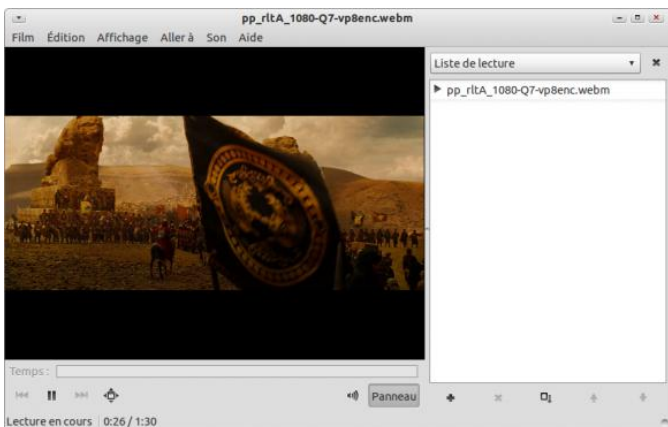 pp_rltA_1080-Q7-vp8enc.webm
Film Édition Affichage Aller à Son Aide
Liste de lecture
pp_rltA_1080-Q7-vp8enc.webm
Temps :
Panneau
Lecture en cours 0:26 / 1:30